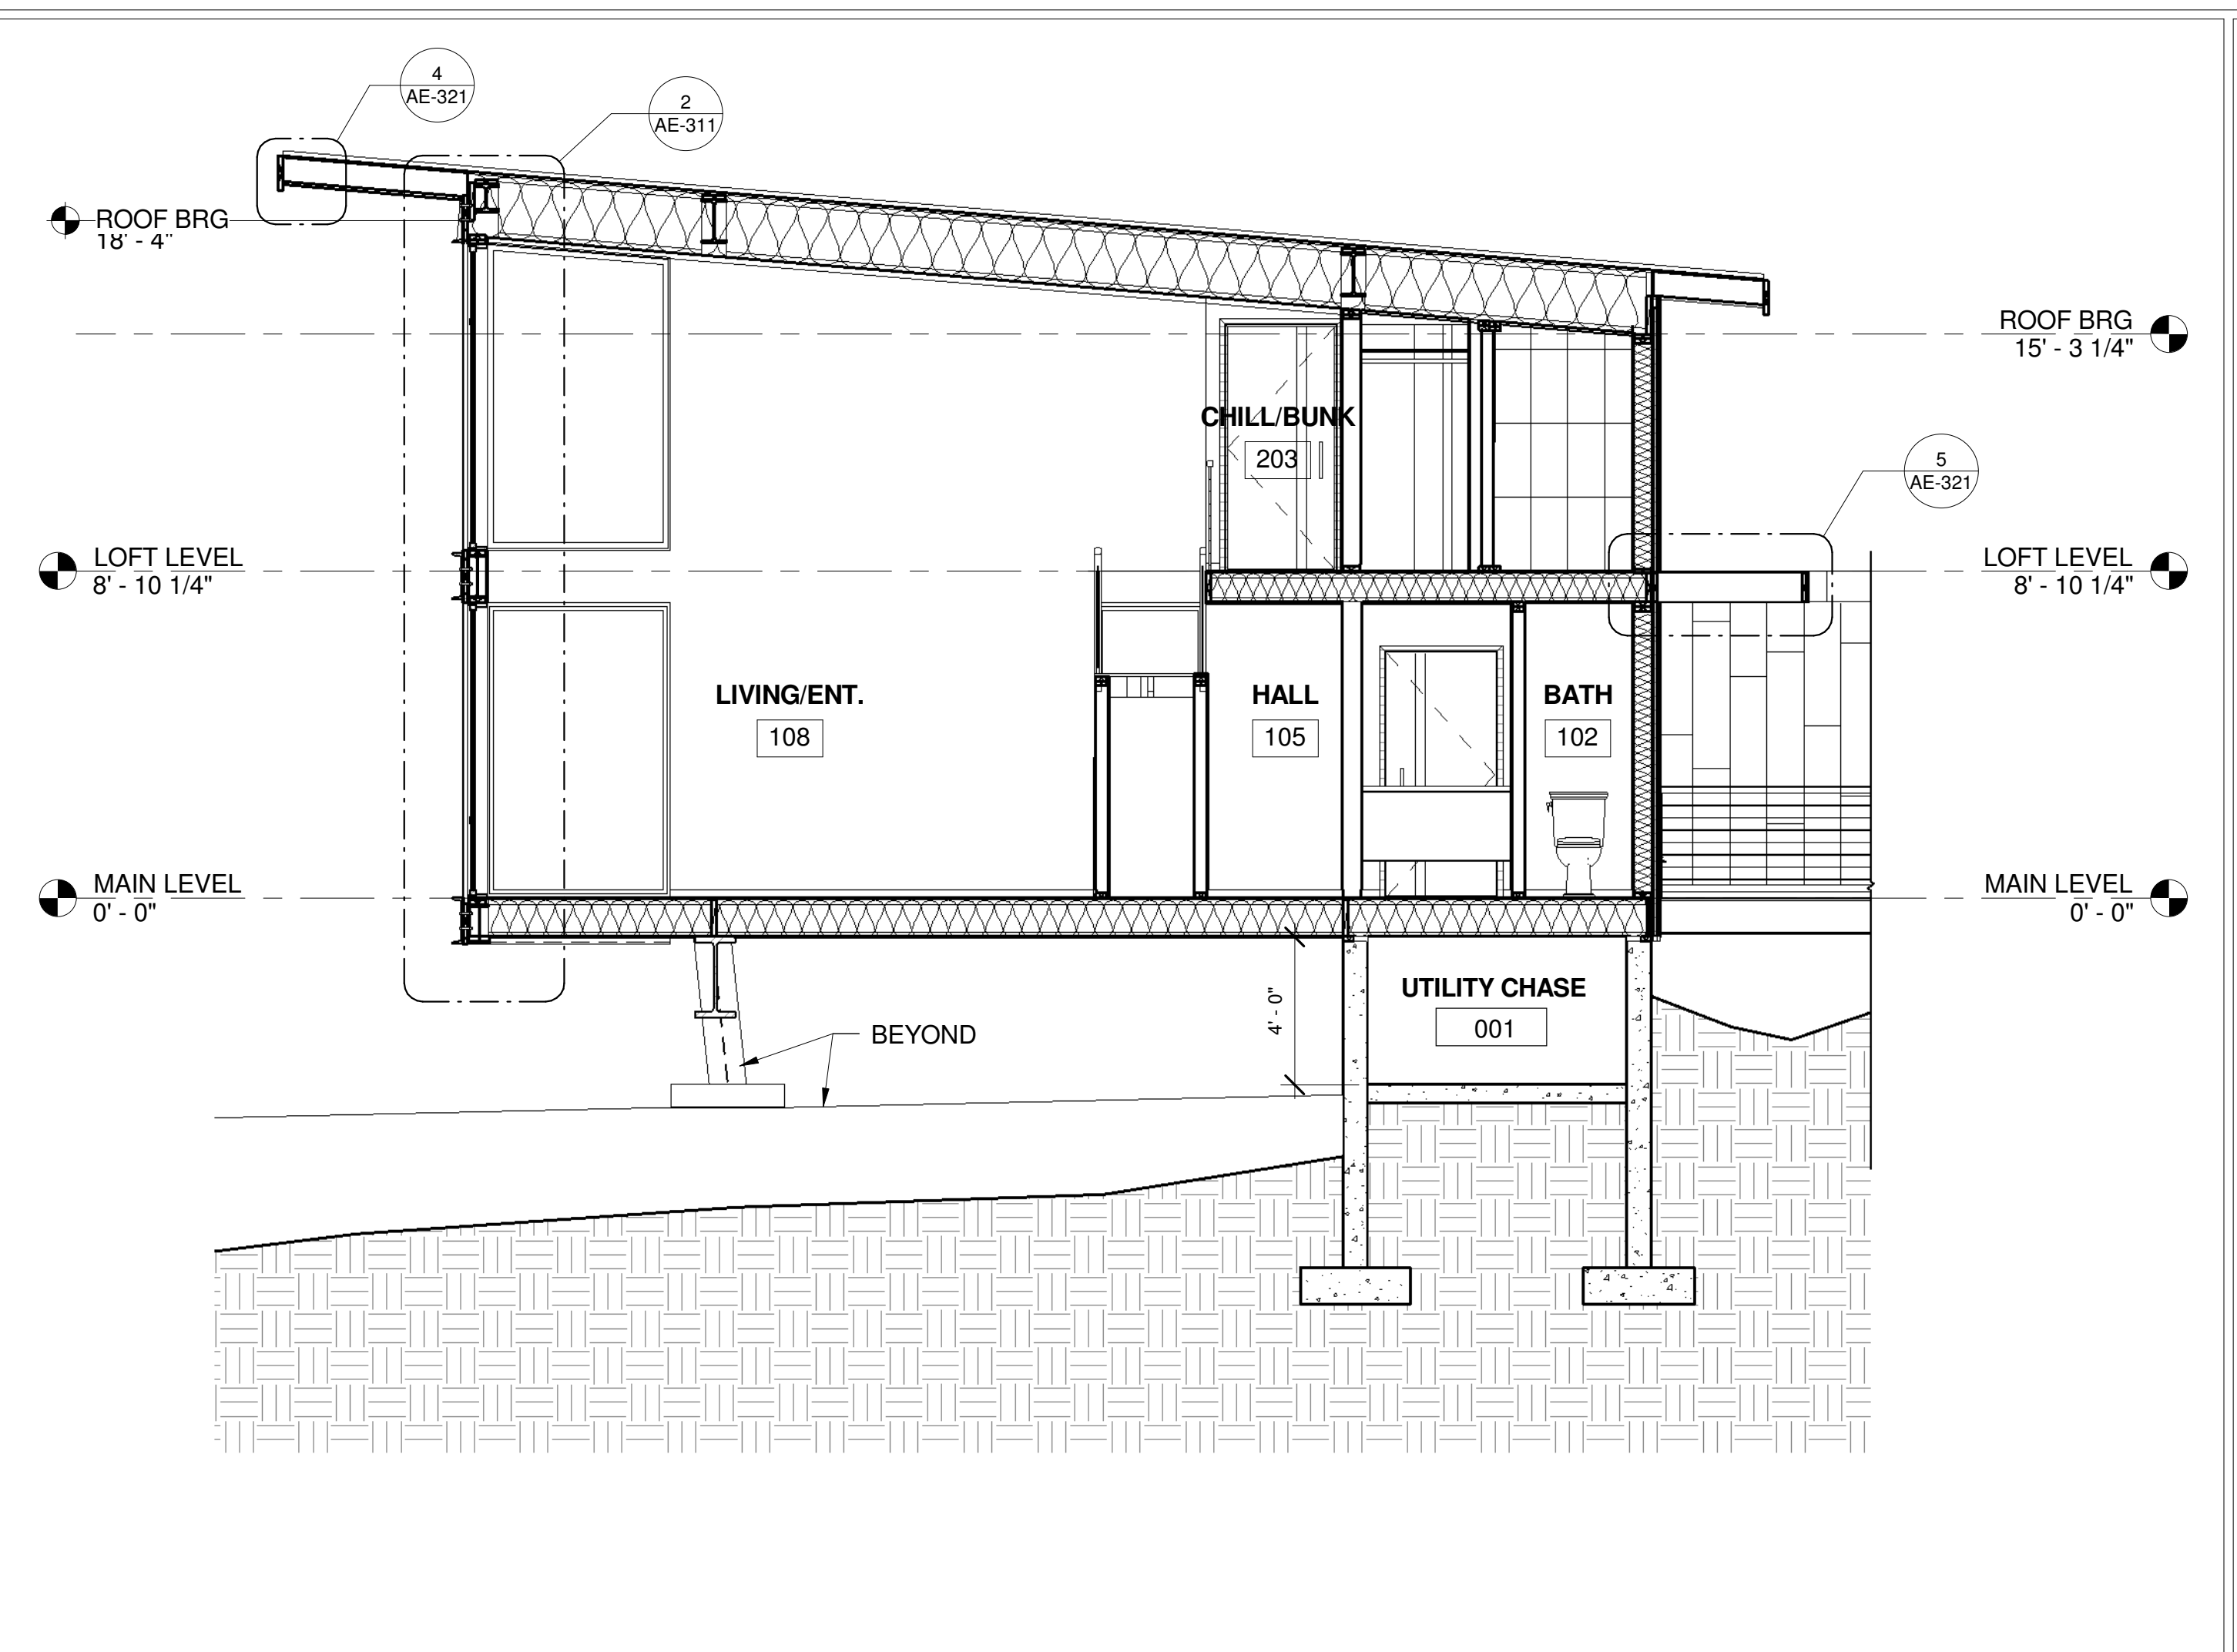 4
AE-321
2
AE-311
ROOF BRG
18' - 4"
ROOF BRG
15' - 3 1/4"
CHILL/BUNK
203
5
AE-321
LOFT LEVEL
8' - 10 1/4"
LOFT LEVEL
8' - 10 1/4"
LIVING/ENT.
108
HALL
105
BATH
102
MAIN LEVEL
0' - 0"
MAIN LEVEL
0' - 0"
4' - 0"
UTILITY CHASE
001
BEYOND